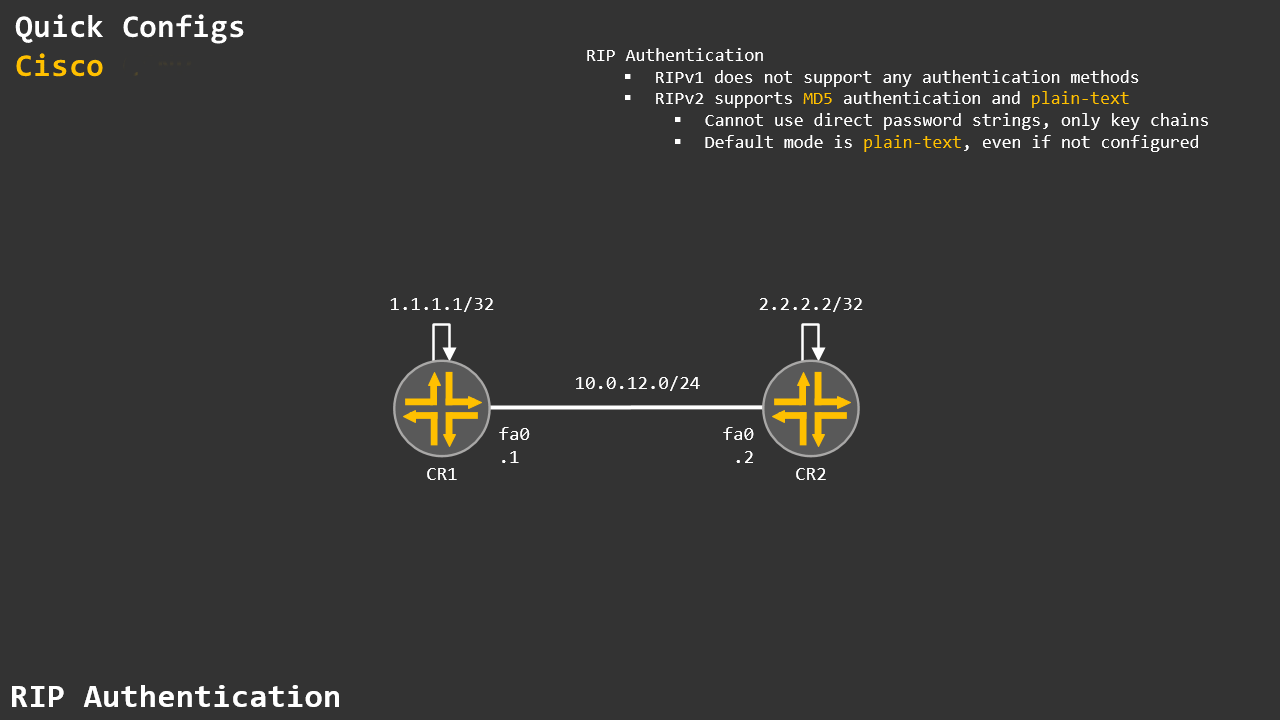 Quick Configs
Cisco
RIP Authentication
▪ RIPv1 does not support any authentication methods
▪ RIPv2 supports MD5 authentication and plain-text
▪ Cannot use direct password strings, only key chains
▪ Default mode is plain-text, even if not configured
1.1.1.1/32
2.2.2.2/32
10.0.12.0/24
fa0
fa0
.1
.2
CR1
CR2
RIP Authentication